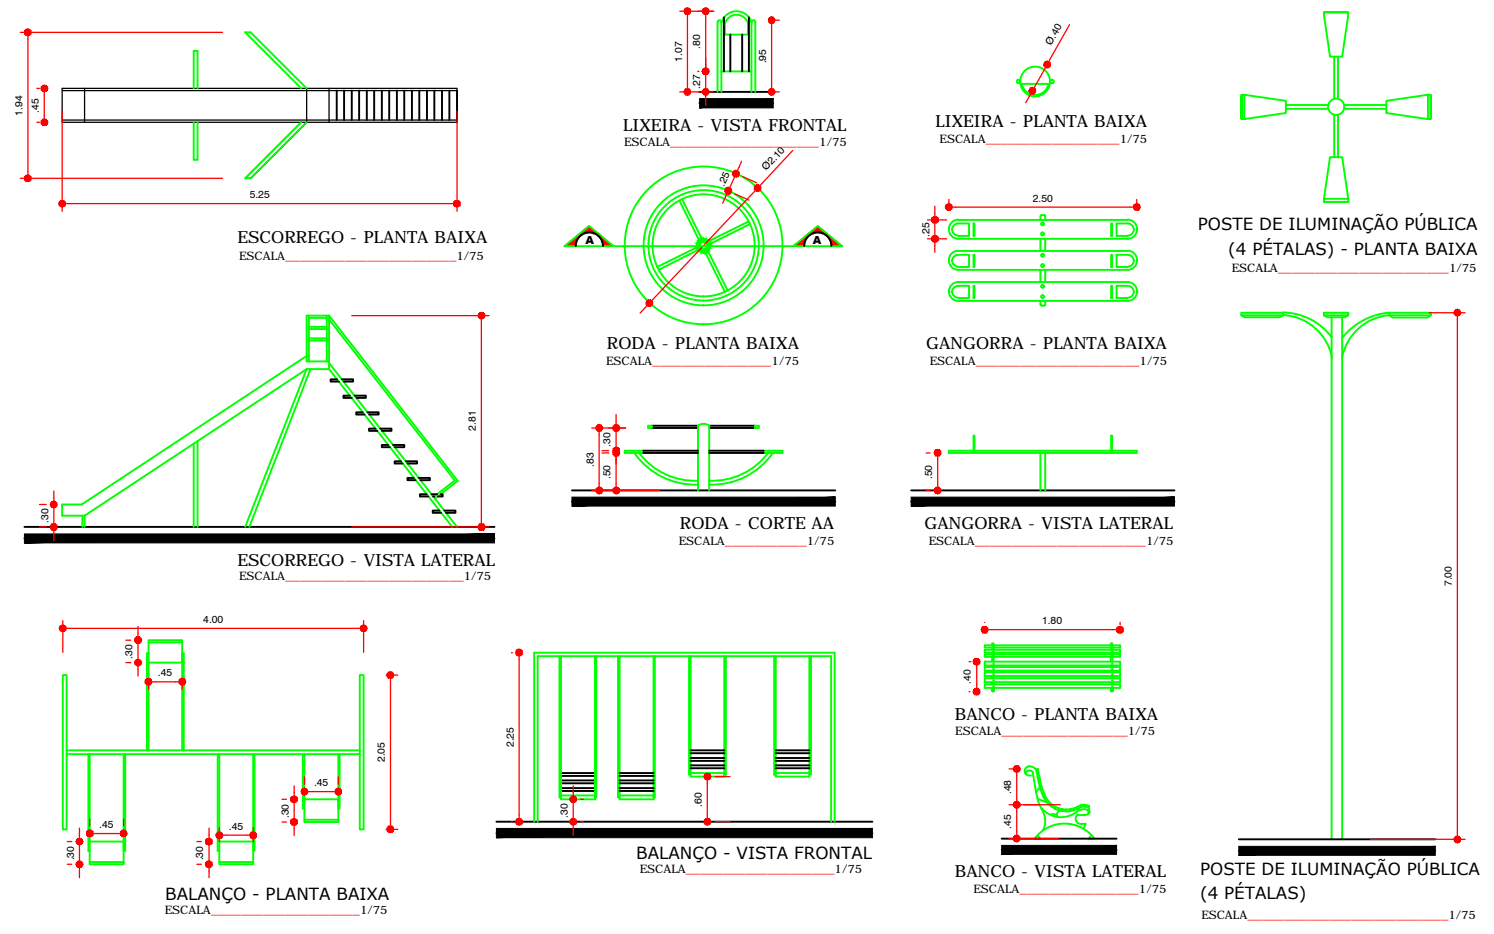 1.94
.45
5.25
ESCORREGO - PLANTA BAIXA
ESCALA 1/75
1.07
.80
.27
.95
LIXEIRA - VISTA FRONTAL
ESCALA 1/75
Ø.40
LIXEIRA - PLANTA BAIXA
ESCALA 1/75
POSTE DE ILUMINAÇÃO PÚBLICA
(4 PÉTALAS) - PLANTA BAIXA
ESCALA 1/75
.25
Ø2.10
A
A
RODA - PLANTA BAIXA
ESCALA 1/75
2.50
.25
GANGORRA - PLANTA BAIXA
ESCALA 1/75
2.81
.30
ESCORREGO - VISTA LATERAL
ESCALA 1/75
.83
.30
.50
RODA - CORTE AA
ESCALA 1/75
.50
GANGORRA - VISTA LATERAL
ESCALA 1/75
7.00
POSTE DE ILUMINAÇÃO PÚBLICA
(4 PÉTALAS)
ESCALA 1/75
4.00
.30
.45
2.05
.45
.30
.45
.30
.45
.30
BALANÇO - PLANTA BAIXA
ESCALA 1/75
2.25
.30
.60
BALANÇO - VISTA FRONTAL
ESCALA 1/75
1.80
.40
BANCO - PLANTA BAIXA
ESCALA 1/75
.48
.45
BANCO - VISTA LATERAL
ESCALA 1/75